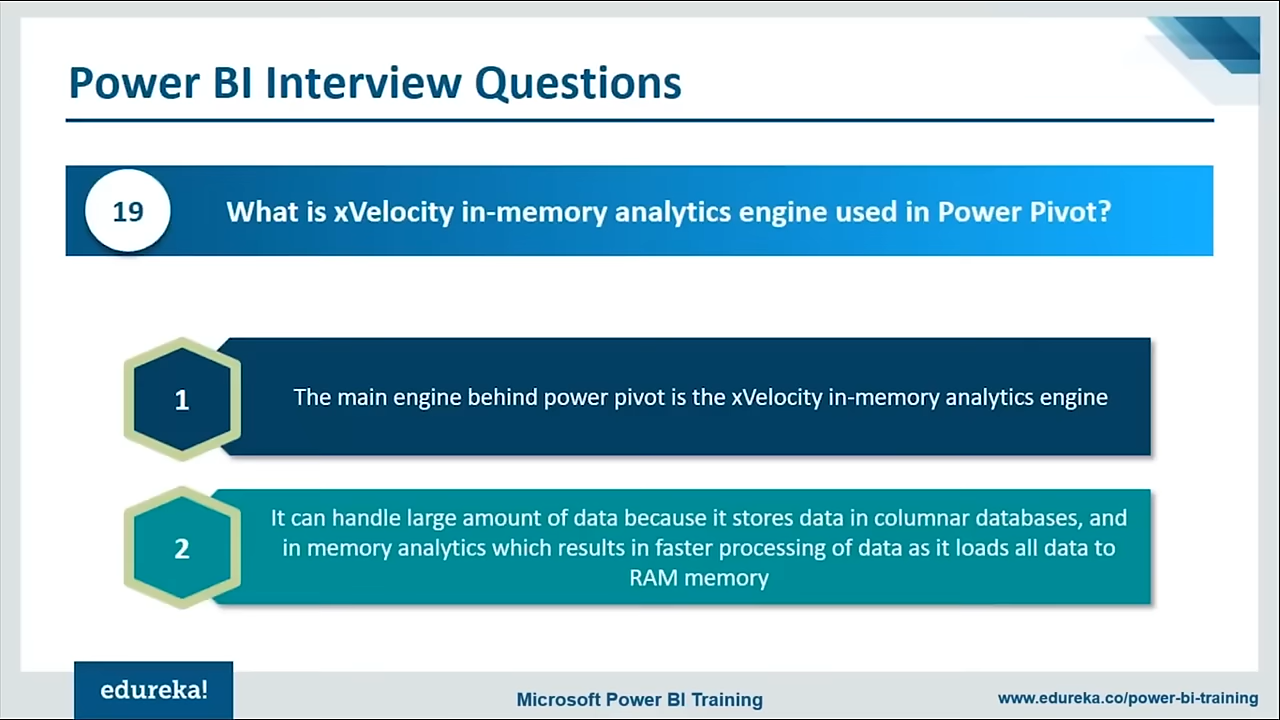 Power BI Interview Questions
19
What is xVelocity in-memory analytics engine used in Power Pivot?
1
The main engine behind power pivot is the xVelocity in-memory analytics engine
2
It can handle large amount of data because it stores data in columnar databases, and
in memory analytics which results in faster processing of data as it loads all data to
RAM memory
edureka!
Microsoft Power BI Training
www.edureka.co/power-bi-training